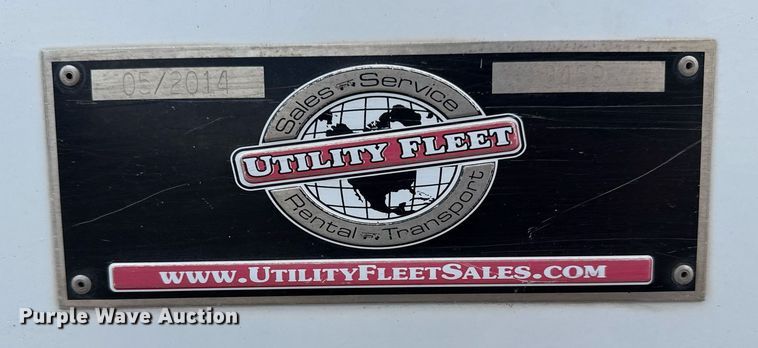 05/2014
Sales Service
UTILITY FLEET
Rental Transport
WWW.UTILITYFLEETSALES.COM
Purple Wave Auction